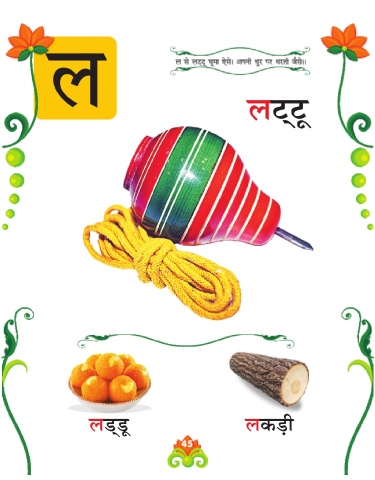 ल
ल से लट्टू घूमा ऐसे। अपनी धुर पर धरती जैसे॥
लट्टू
लड्डू
लकड़ी
45